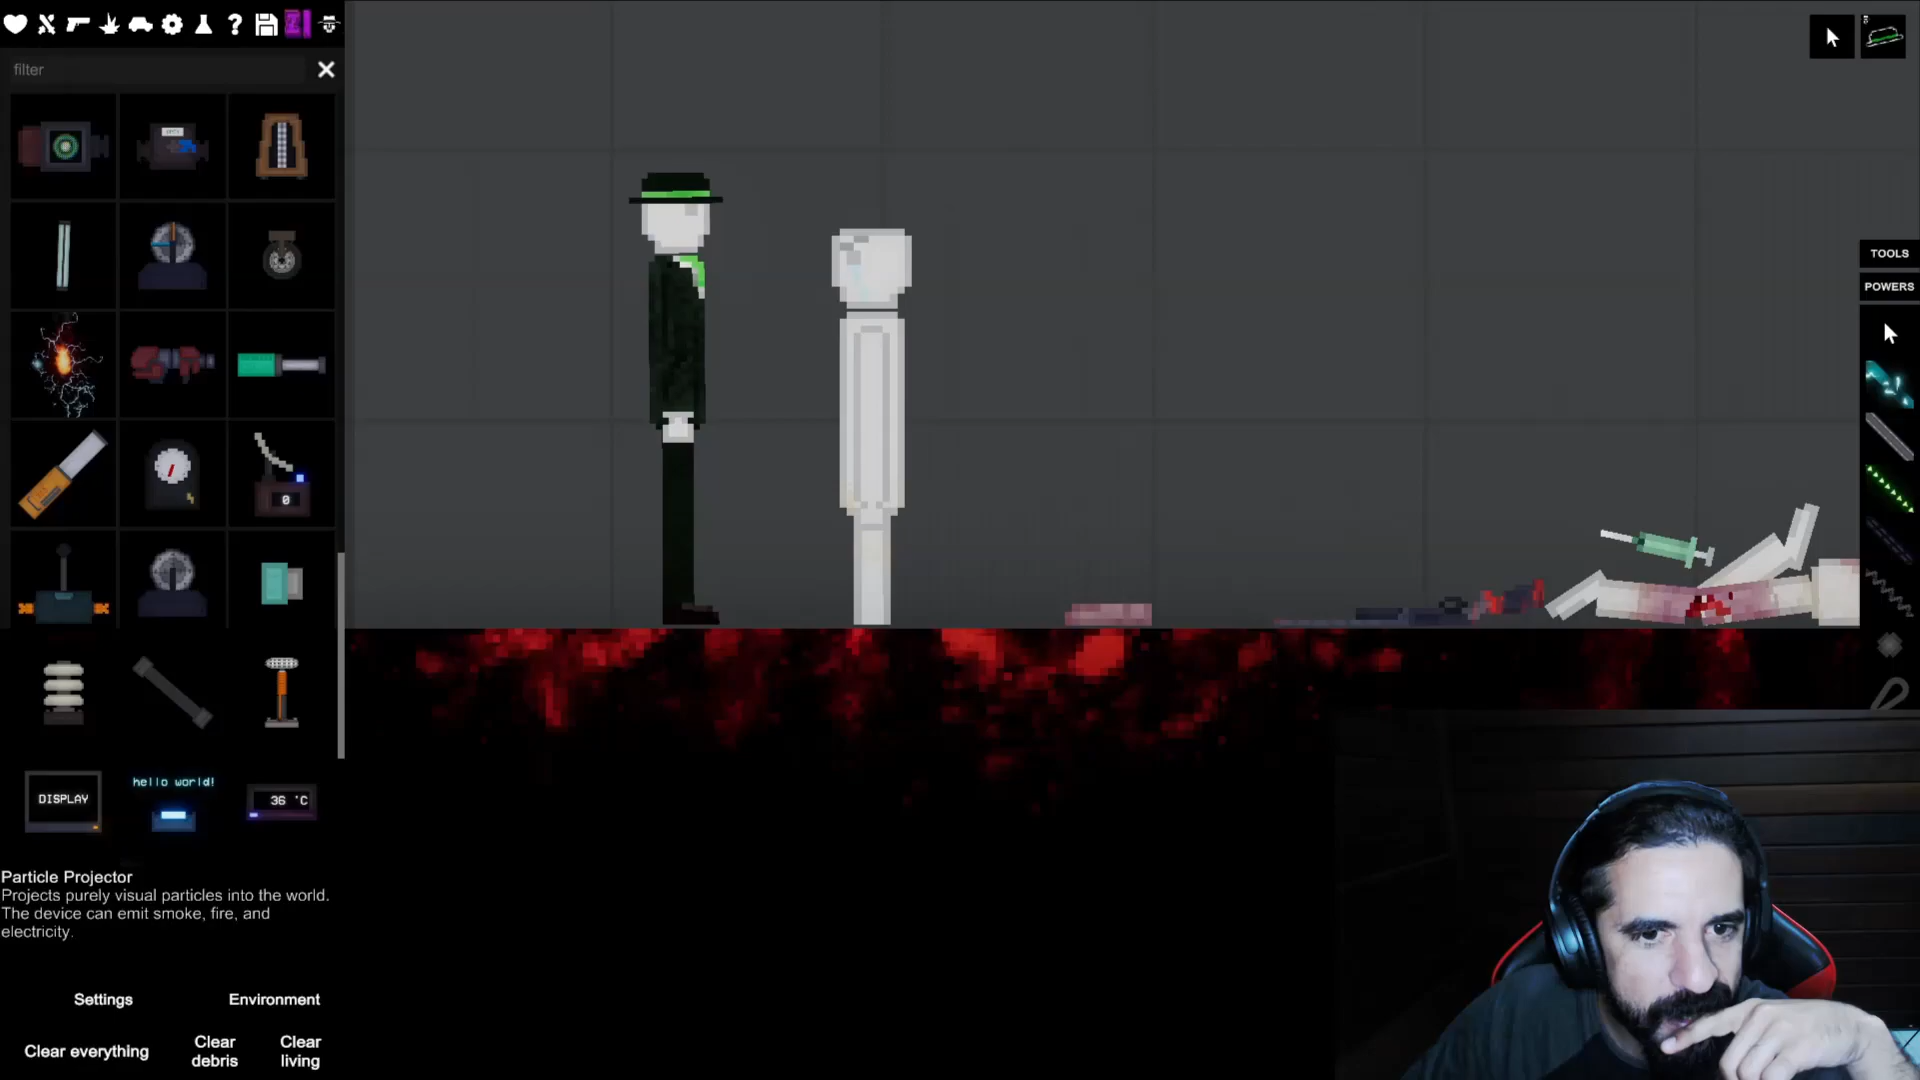 filter
TOOLS
POWERS
0
hello world!
DISPLAY
36 °C
Particle Projector
Projects purely visual particles into the world.
The device can emit smoke, fire, and
electricity.
Settings
Environment
Clear everything
Clear
debris
Clear
living